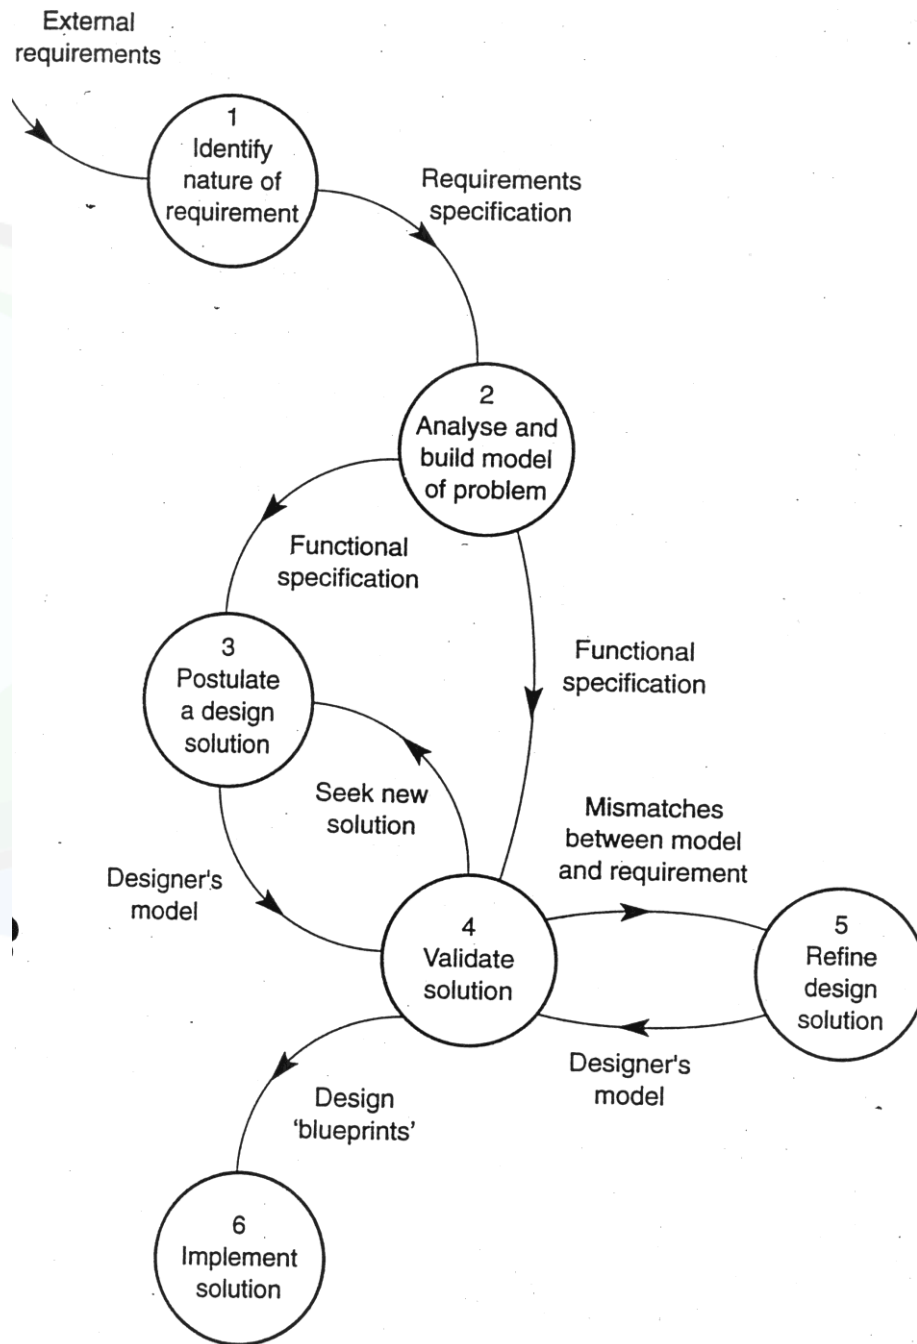 External
requirements
1
Identify
nature of
requirement
Requirements
specification
2
Analyse and
build model
of problem
Functional
specification
3
Postulate
a design
solution
Functional
specification
Seek new
solution
Mismatches
between model
and requirement
Designer's
model
4
Validate
solution
5
Refine
design
solution
Designer's
model
Design
'blueprints'
6
Implement
solution